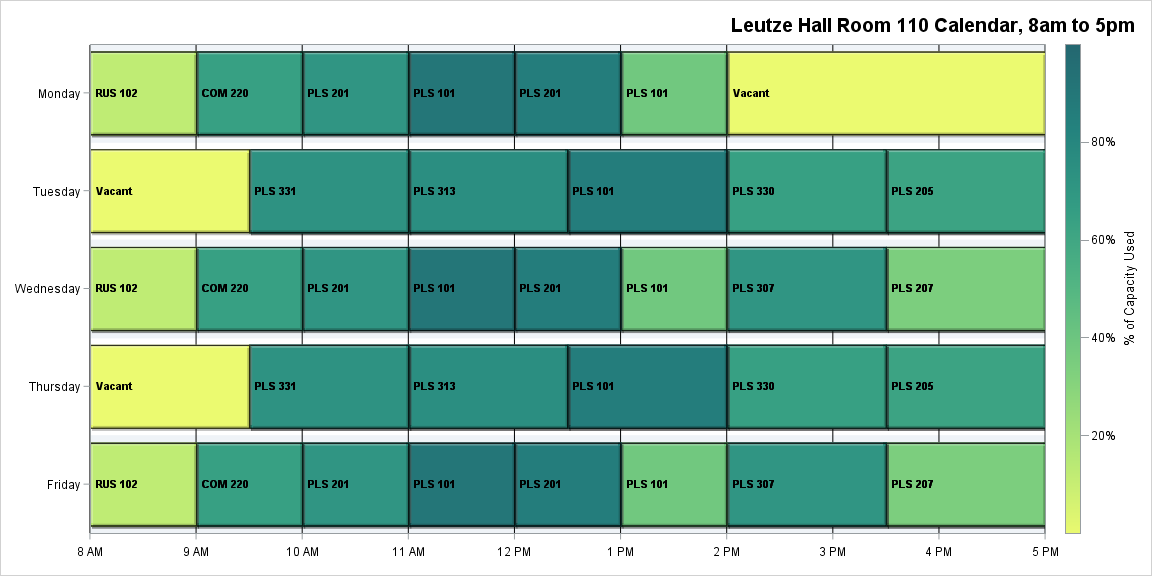 Leutze Hall Room 110 Calendar, 8am to 5pm
Monday
RUS 102
COM 220
PLS 201
PLS 101
PLS 201
PLS 101
Vacant
Tuesday
Vacant
PLS 331
PLS 313
PLS 101
PLS 330
PLS 205
Wednesday
RUS 102
COM 220
PLS 201
PLS 101
PLS 201
PLS 101
PLS 307
PLS 207
Thursday
Vacant
PLS 331
PLS 313
PLS 101
PLS 330
PLS 205
Friday
RUS 102
COM 220
PLS 201
PLS 101
PLS 201
PLS 101
PLS 307
PLS 207
8 AM
9 AM
10 AM
11 AM
12 PM
1 PM
2 PM
3 PM
4 PM
5 PM
80%
60%
40%
20%
% of Capacity Used